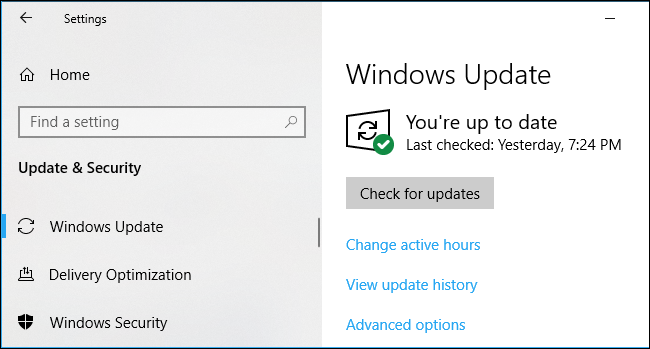 Settings
Home
Find a setting
Update & Security
Windows Update
Delivery Optimization
Windows Security
Windows Update
You're up to date
Last checked: Yesterday, 7:24 PM
Check for updates
Change active hours
View update history
Advanced options